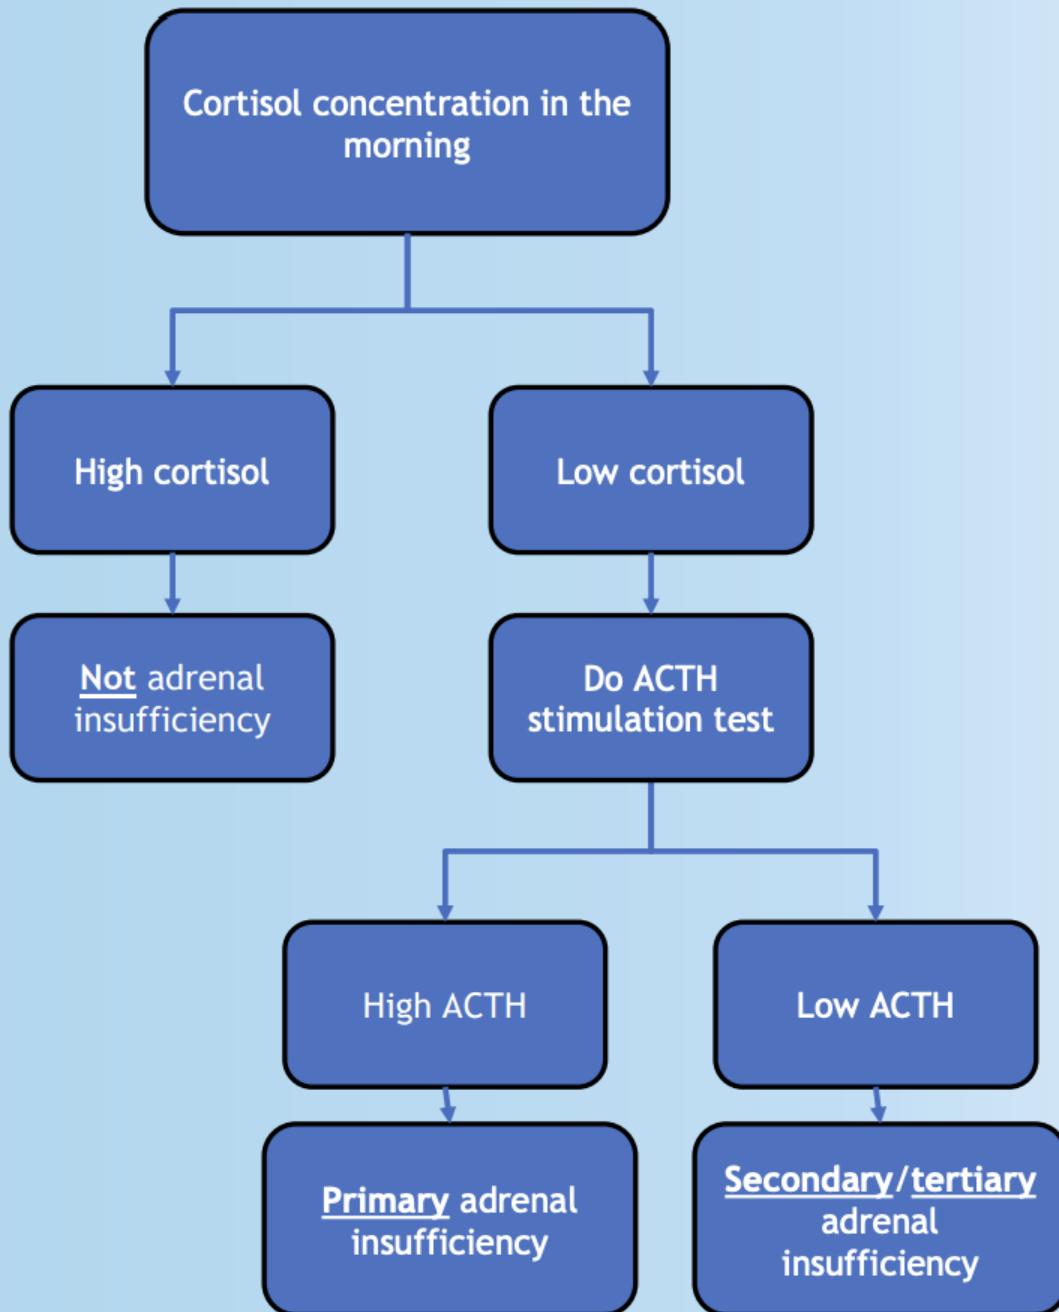 Cortisol concentration in the
morning
High cortisol
Low cortisol
Not adrenal
insufficiency
Do ACTH
stimulation test
High ACTH
Low ACTH
Primary adrenal
insufficiency
Secondary/tertiary
adrenal
insufficiency